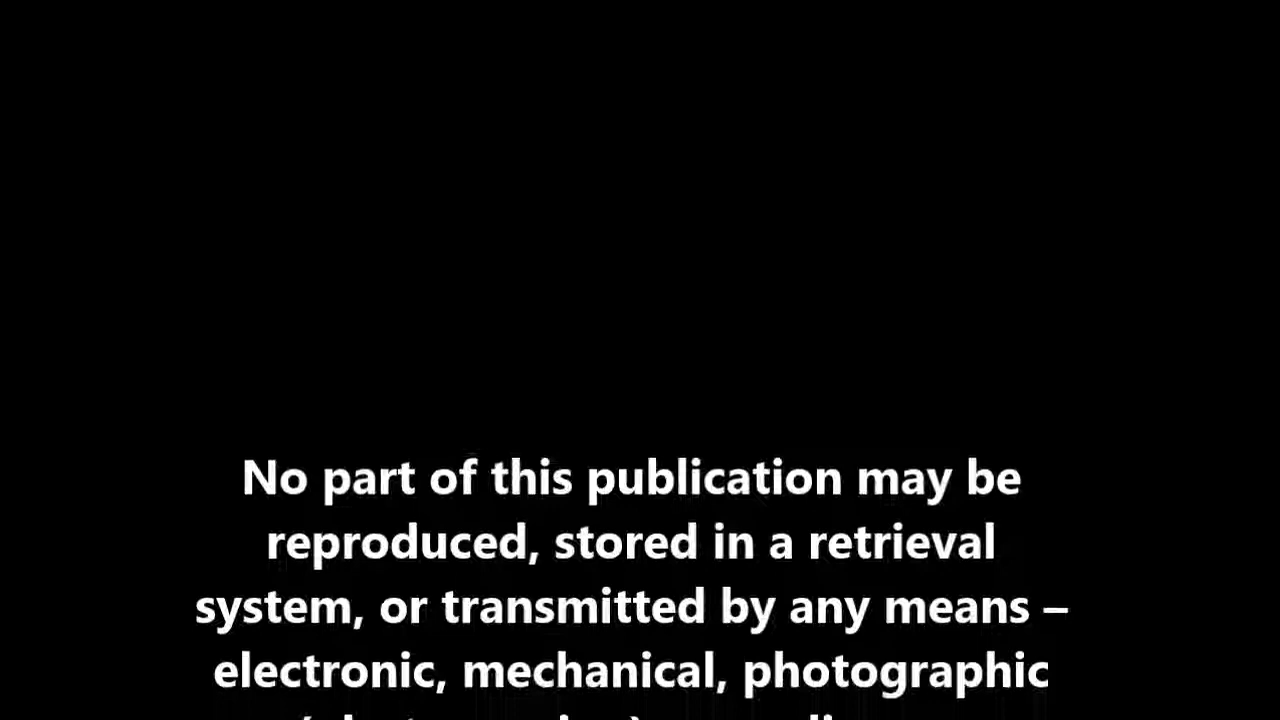 No part of this publication may be
reproduced, stored in a retrieval
system, or transmitted by any means –
electronic, mechanical, photographic